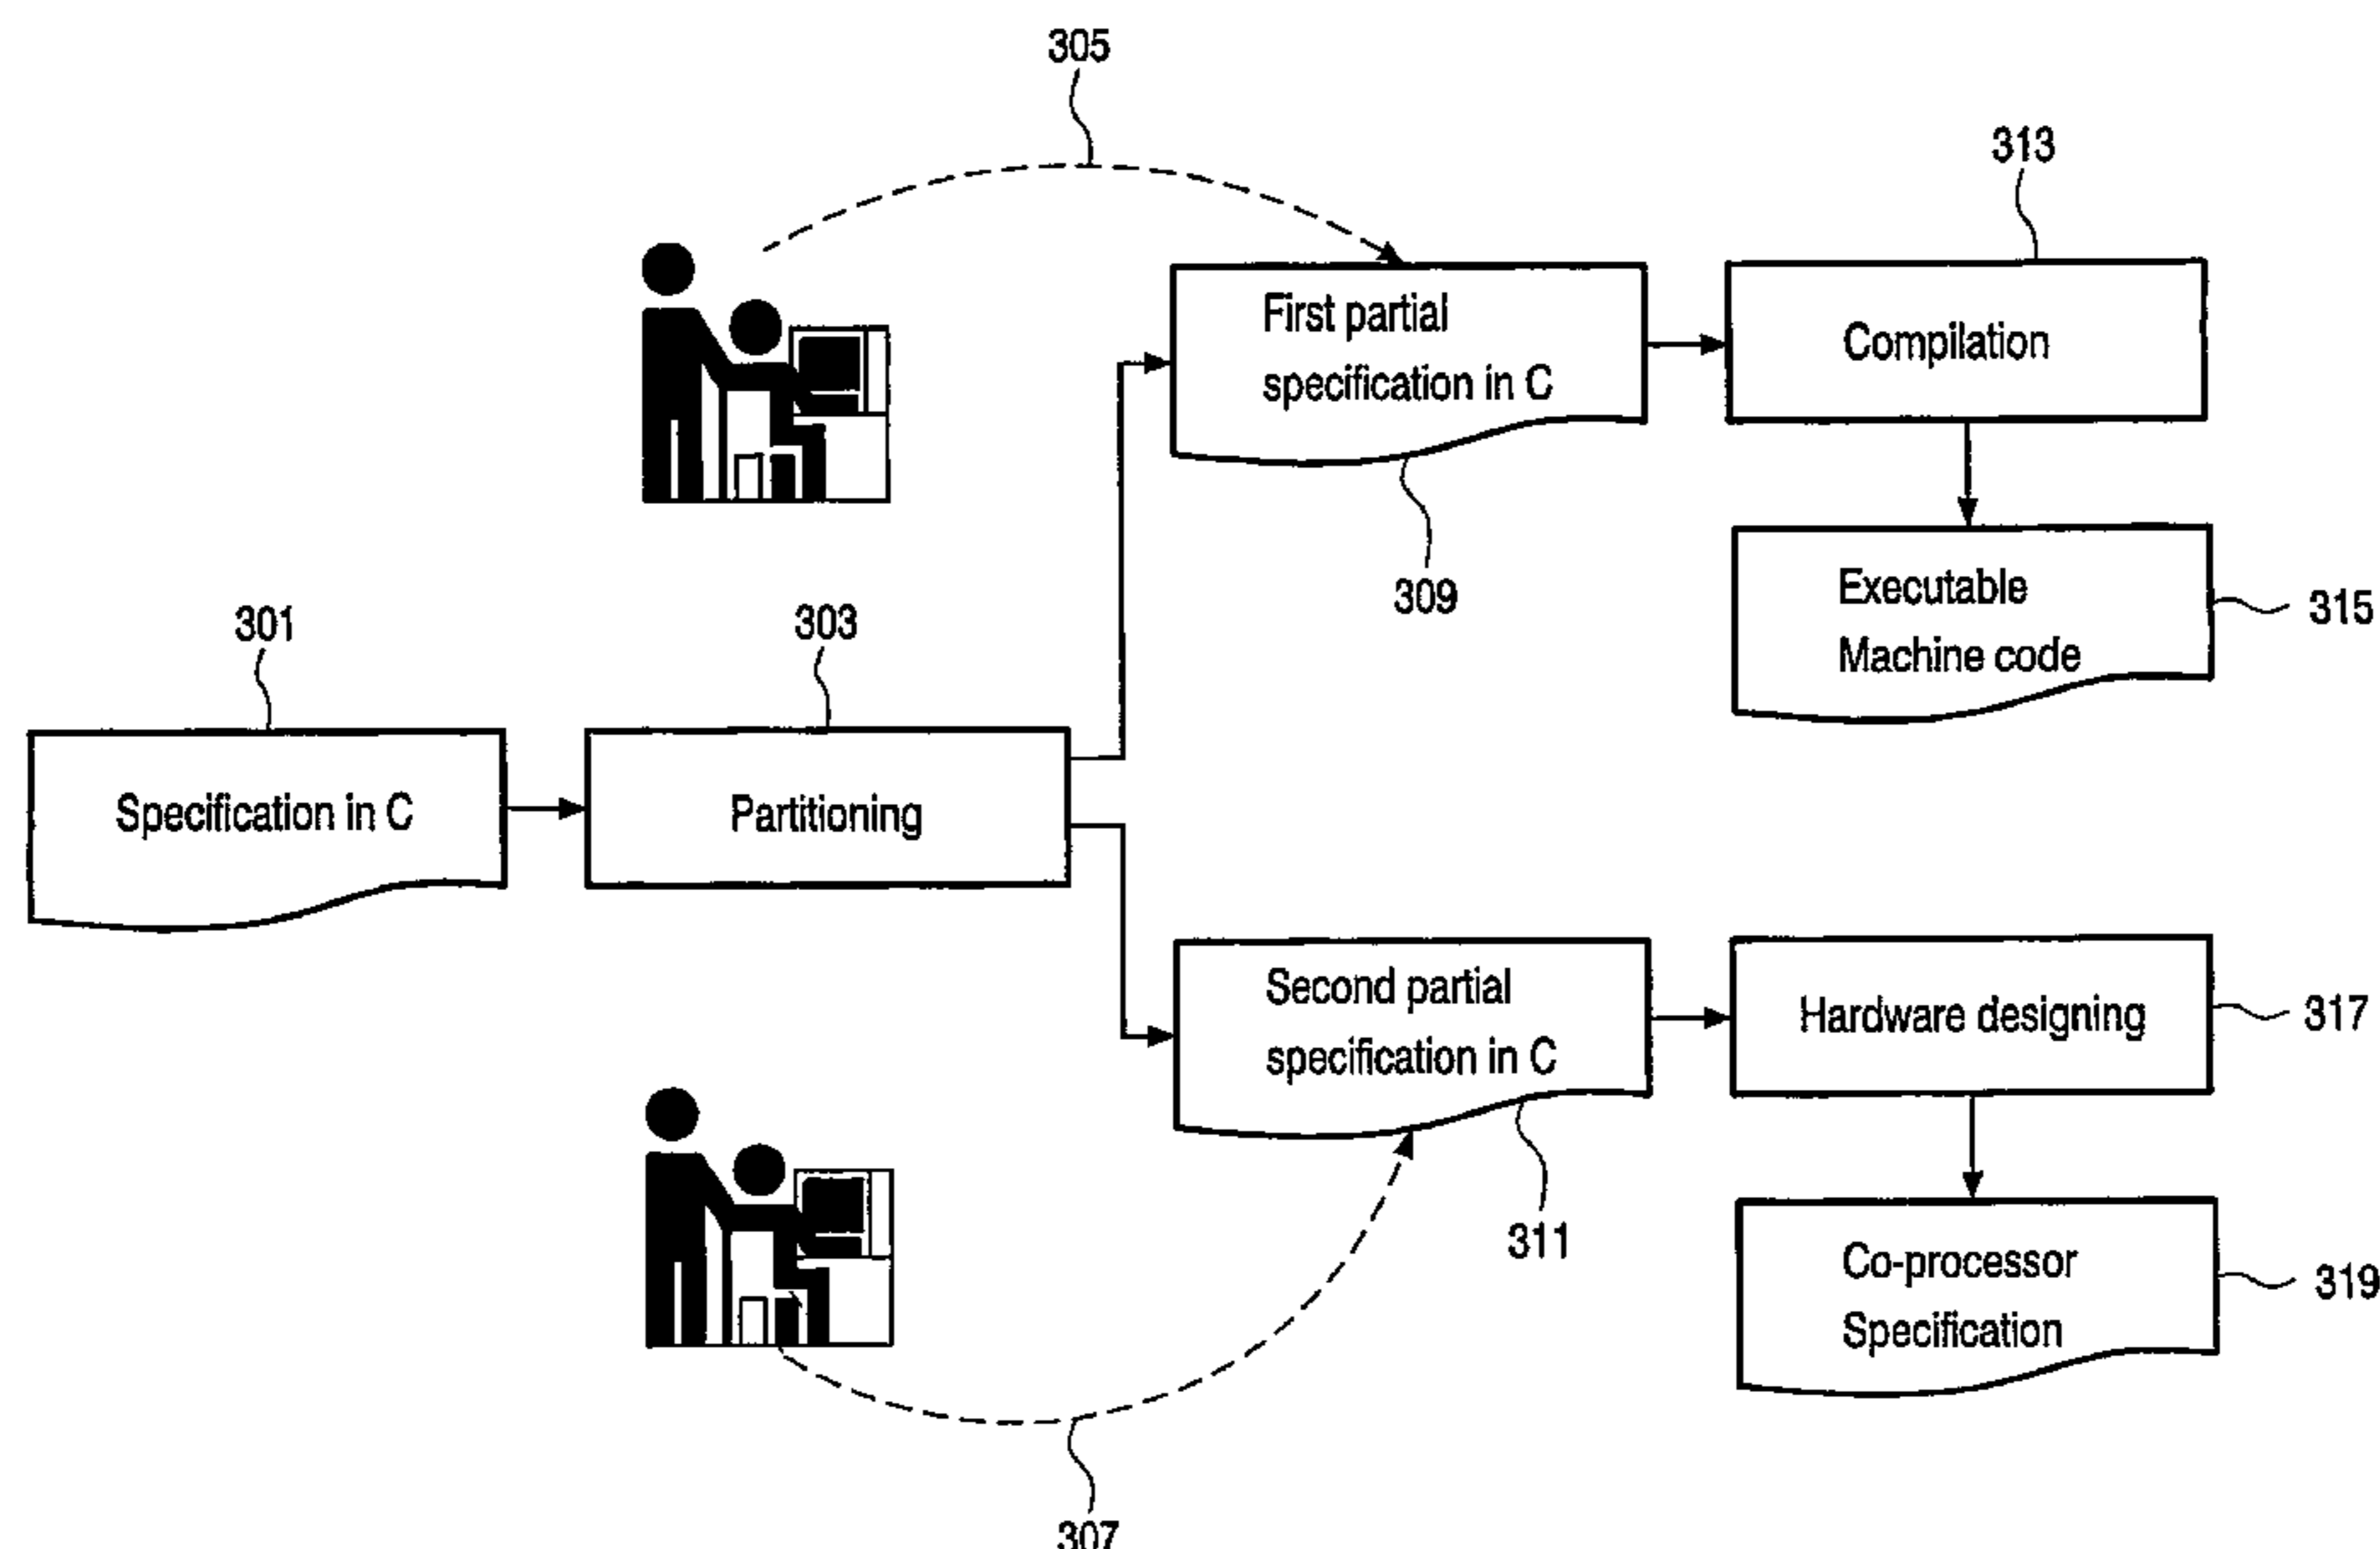 305
313
First partial
specification in C
Compilation
309
Executable
Machine code
315
301
303
Specification in C
Partitioning
Second partial
specification in C
Hardware designing
317
311
Co-processor
Specification
319
307